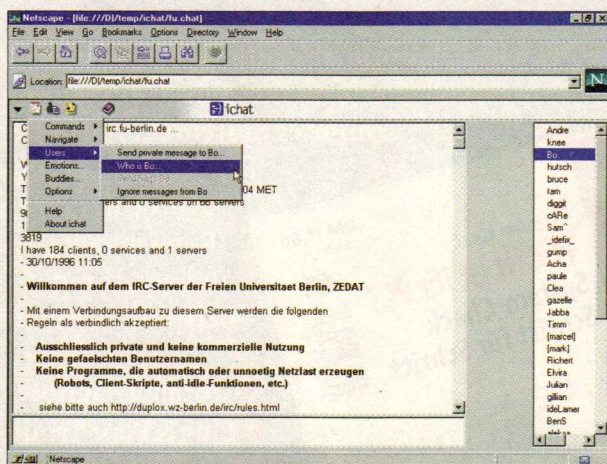 Netscape - [file:///D|/temp/ichat/fu.chat]
File Edit View Go Bookmarks Options Directory Window Help
Location: file:///D|/temp/ichat/fu.chat
N
ichat
Commands
Navigate
Users
Emotions...
Buddies...
Options
Help
About ichat
Send private message to Bo...
Who is Bo...
Ignore messages from Bo
irc.fu-berlin.de ...
04 MET
ers and 0 services on 66 servers
3819
I have 184 clients, 0 services and 1 servers
- 30/10/1996 11:05
-
- Willkommen auf dem IRC-Server der Freien Universitaet Berlin, ZEDAT
-
- Mit einem Verbindungsaufbau zu diesem Server werden die folgenden
- Regeln als verbindlich akzeptiert:
-
- Ausschliesslich private und keine kommerzielle Nutzung
- Keine gefaelschten Benutzernamen
- Keine Programme, die automatisch oder unnoetig Netzlast erzeugen
- (Robots, Client-Skripte, anti-idle-Funktionen, etc.)
-
- siehe bitte auch http://duplox.wz-berlin.de/irc/rules.html
Andre
knee
Bo
hutsch
bruce
tam
diggit
cARe
Sam^
_idefix_
gump
Acha
paule
Clea
gazelle
Jabba
Timm
[marcel]
[mark]
Richert
Elvira
Julian
gillian
ideLamer
BenS
Netscape